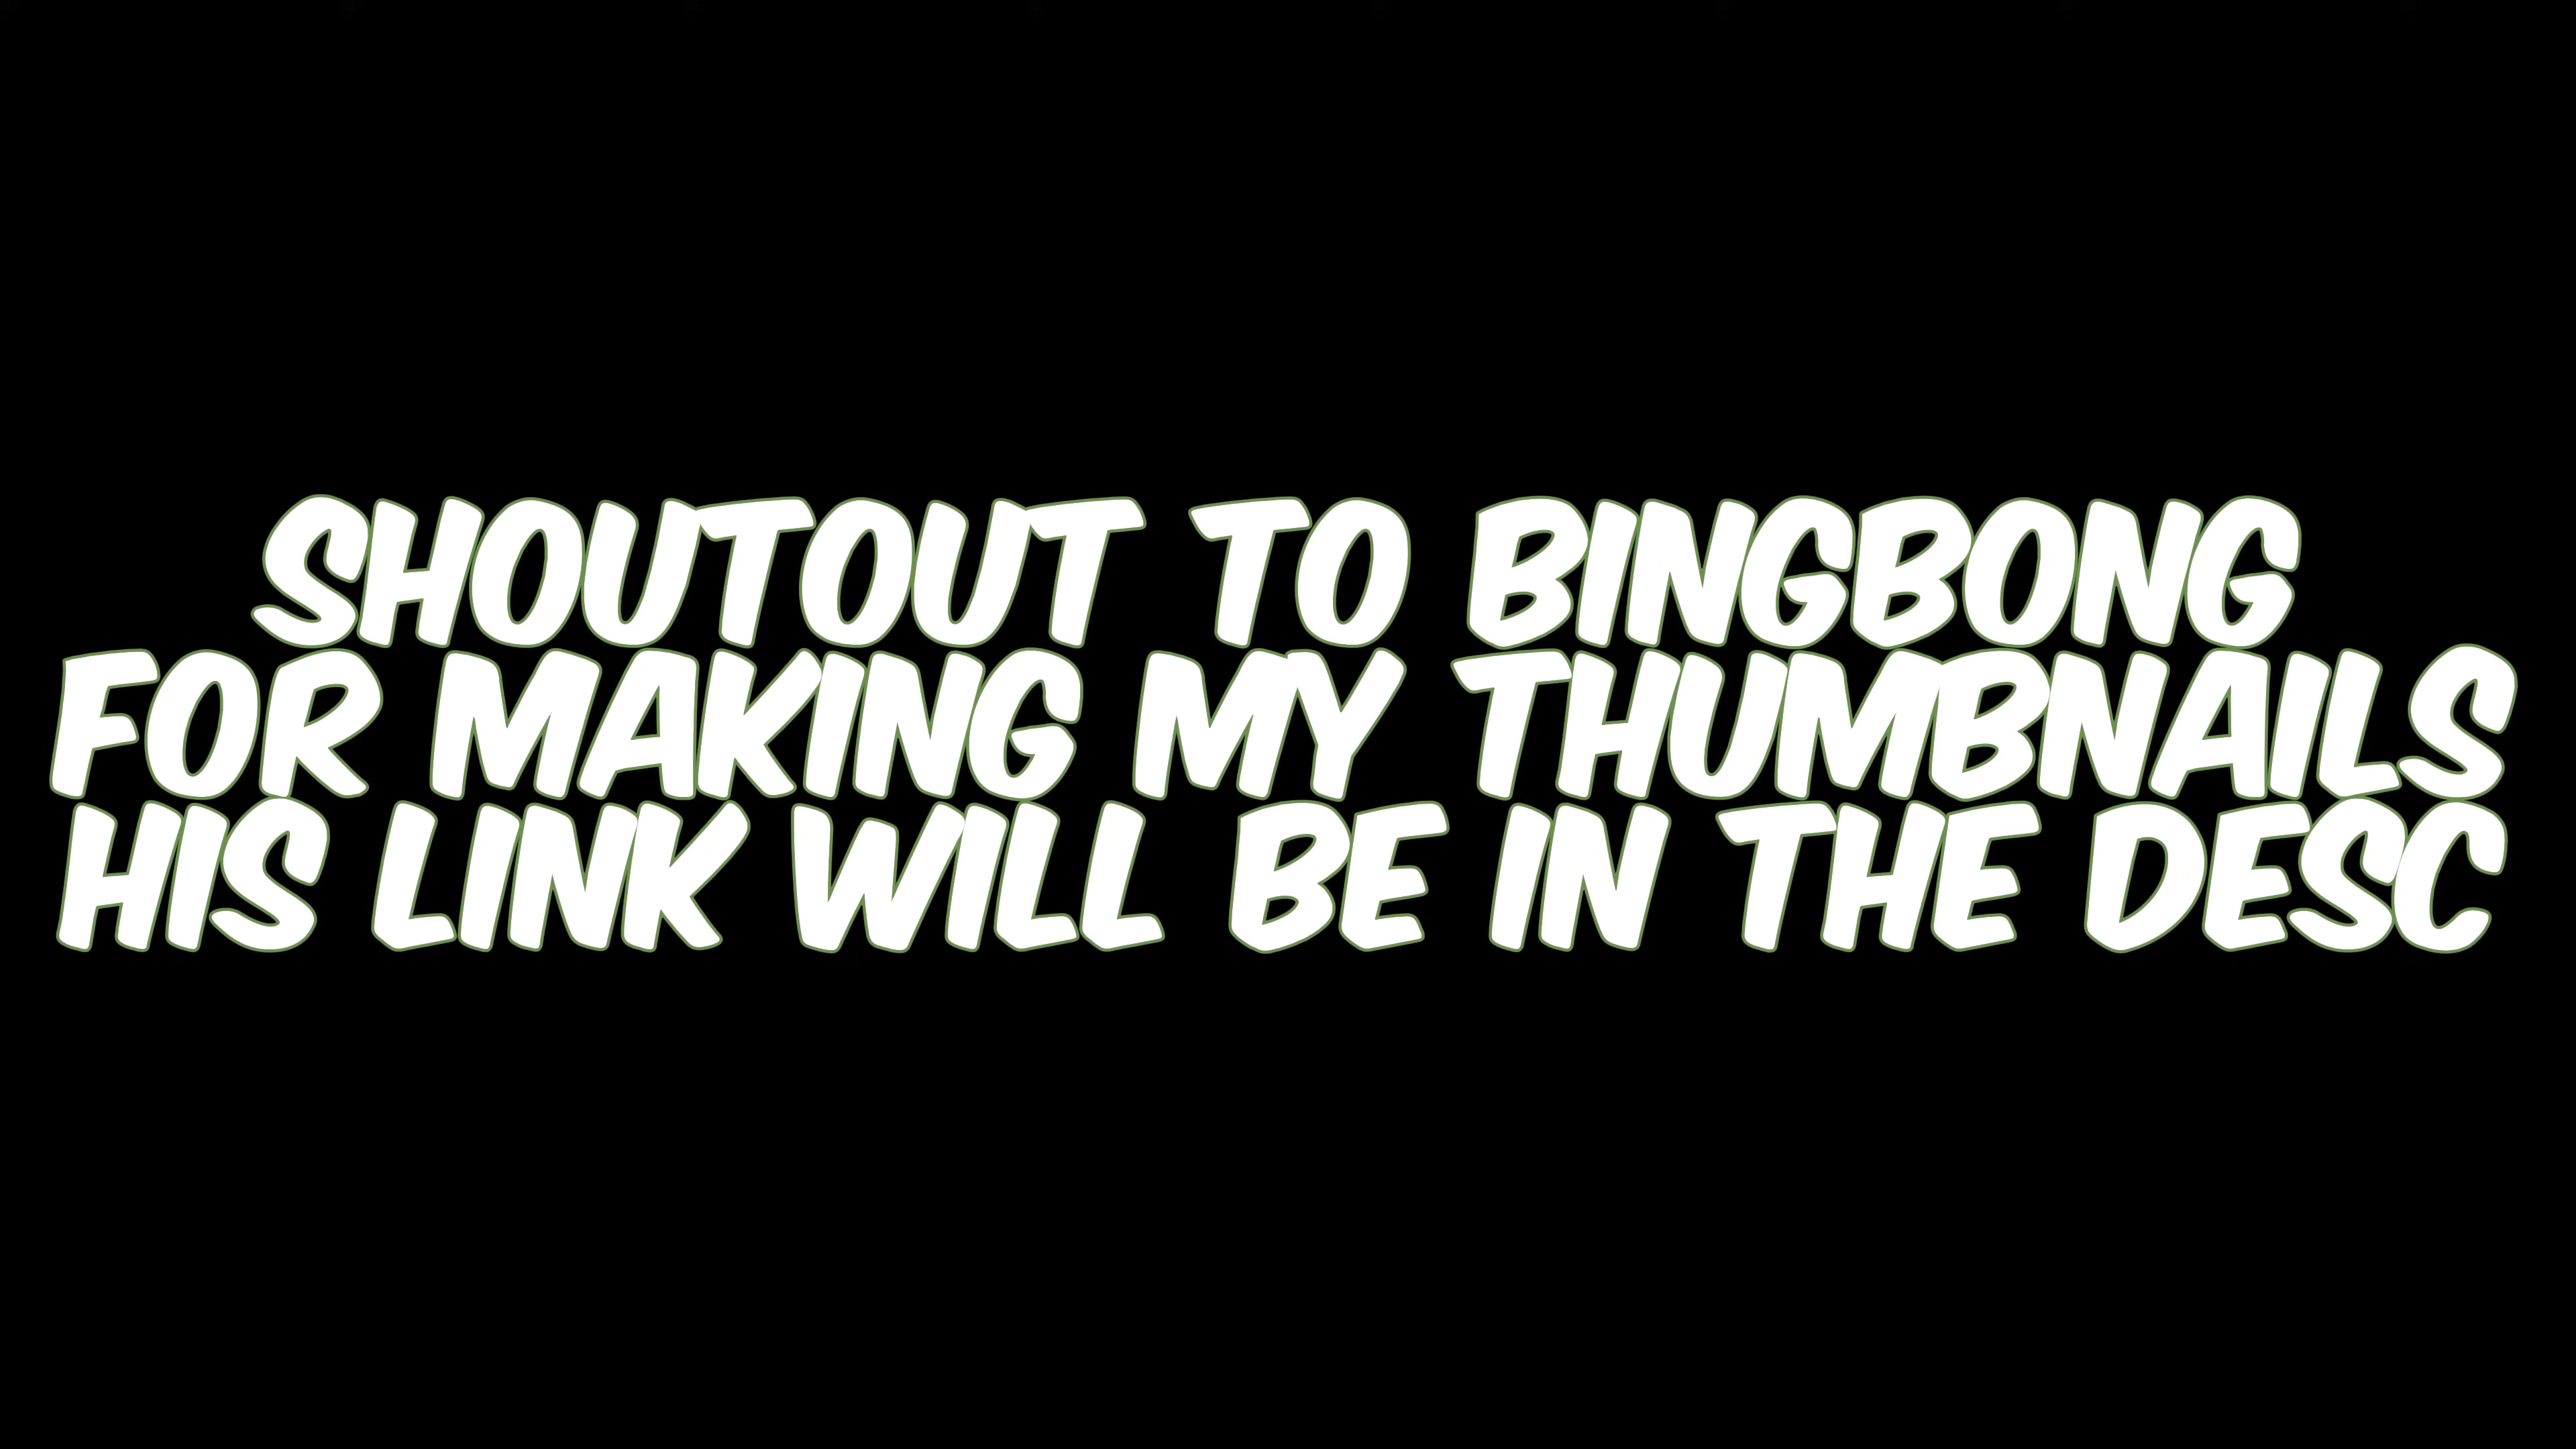 SHOUTOUT TO BINGBONG
FOR MAKING MY THUMBNAILS
HIS LINK WILL BE IN THE DESC